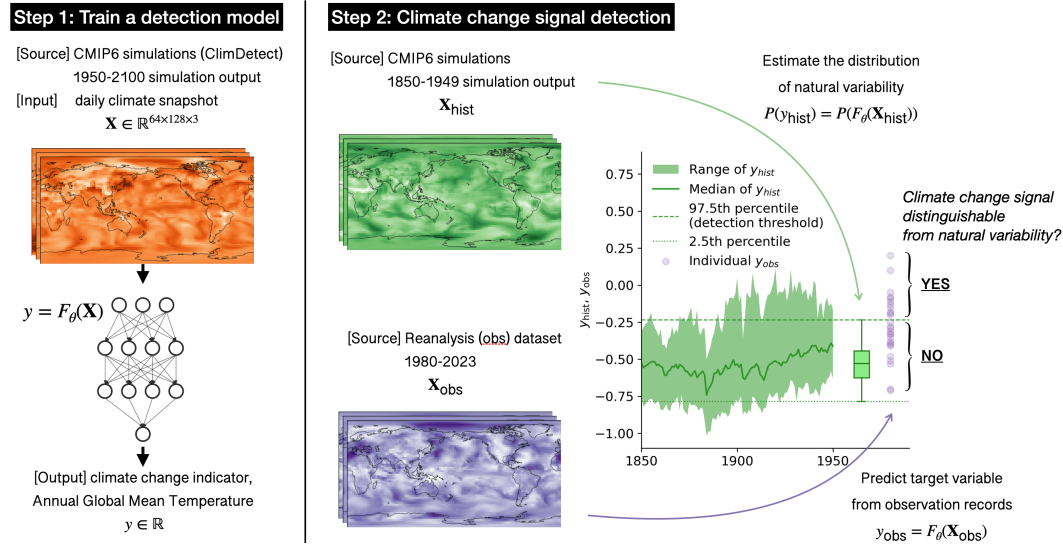 Step 1: Train a detection model
[Source] CMIP6 simulations (ClimDetect)
1950-2100 simulation output
[Input] daily climate snapshot
X ∈ ℝ^{64×128×3}
y = F_θ(X)
[Output] climate change indicator,
Annual Global Mean Temperature
y ∈ ℝ
Step 2: Climate change signal detection
[Source] CMIP6 simulations
1850-1949 simulation output
X_hist
[Source] Reanalysis (obs) dataset
1980-2023
X_obs
Estimate the distribution
of natural variability
P(y_hist) = P(F_θ(X_hist))
y_hist, y_obs
0.75
0.50
0.25
0.00
−0.25
−0.50
−0.75
−1.00
1850
1900
1950
Range of y_hist
Median of y_hist
97.5th percentile
(detection threshold)
2.5th percentile
Individual y_obs
Climate change signal
distinguishable
from natural variability?
YES
NO
Predict target variable
from observation records
y_obs = F_θ(X_obs)